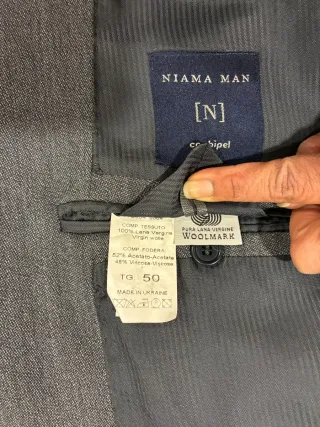 NIAMA MAN
[N]
COMP. TESSUTO
100% Lana Vergine
Virgin wool
COMP. FODERA:
52% Acetato-Acetate
48% Viscosa-Viscose
TG. 50
MADE IN UKRAINE
PURA LANA VERGINE
WOOLMARK